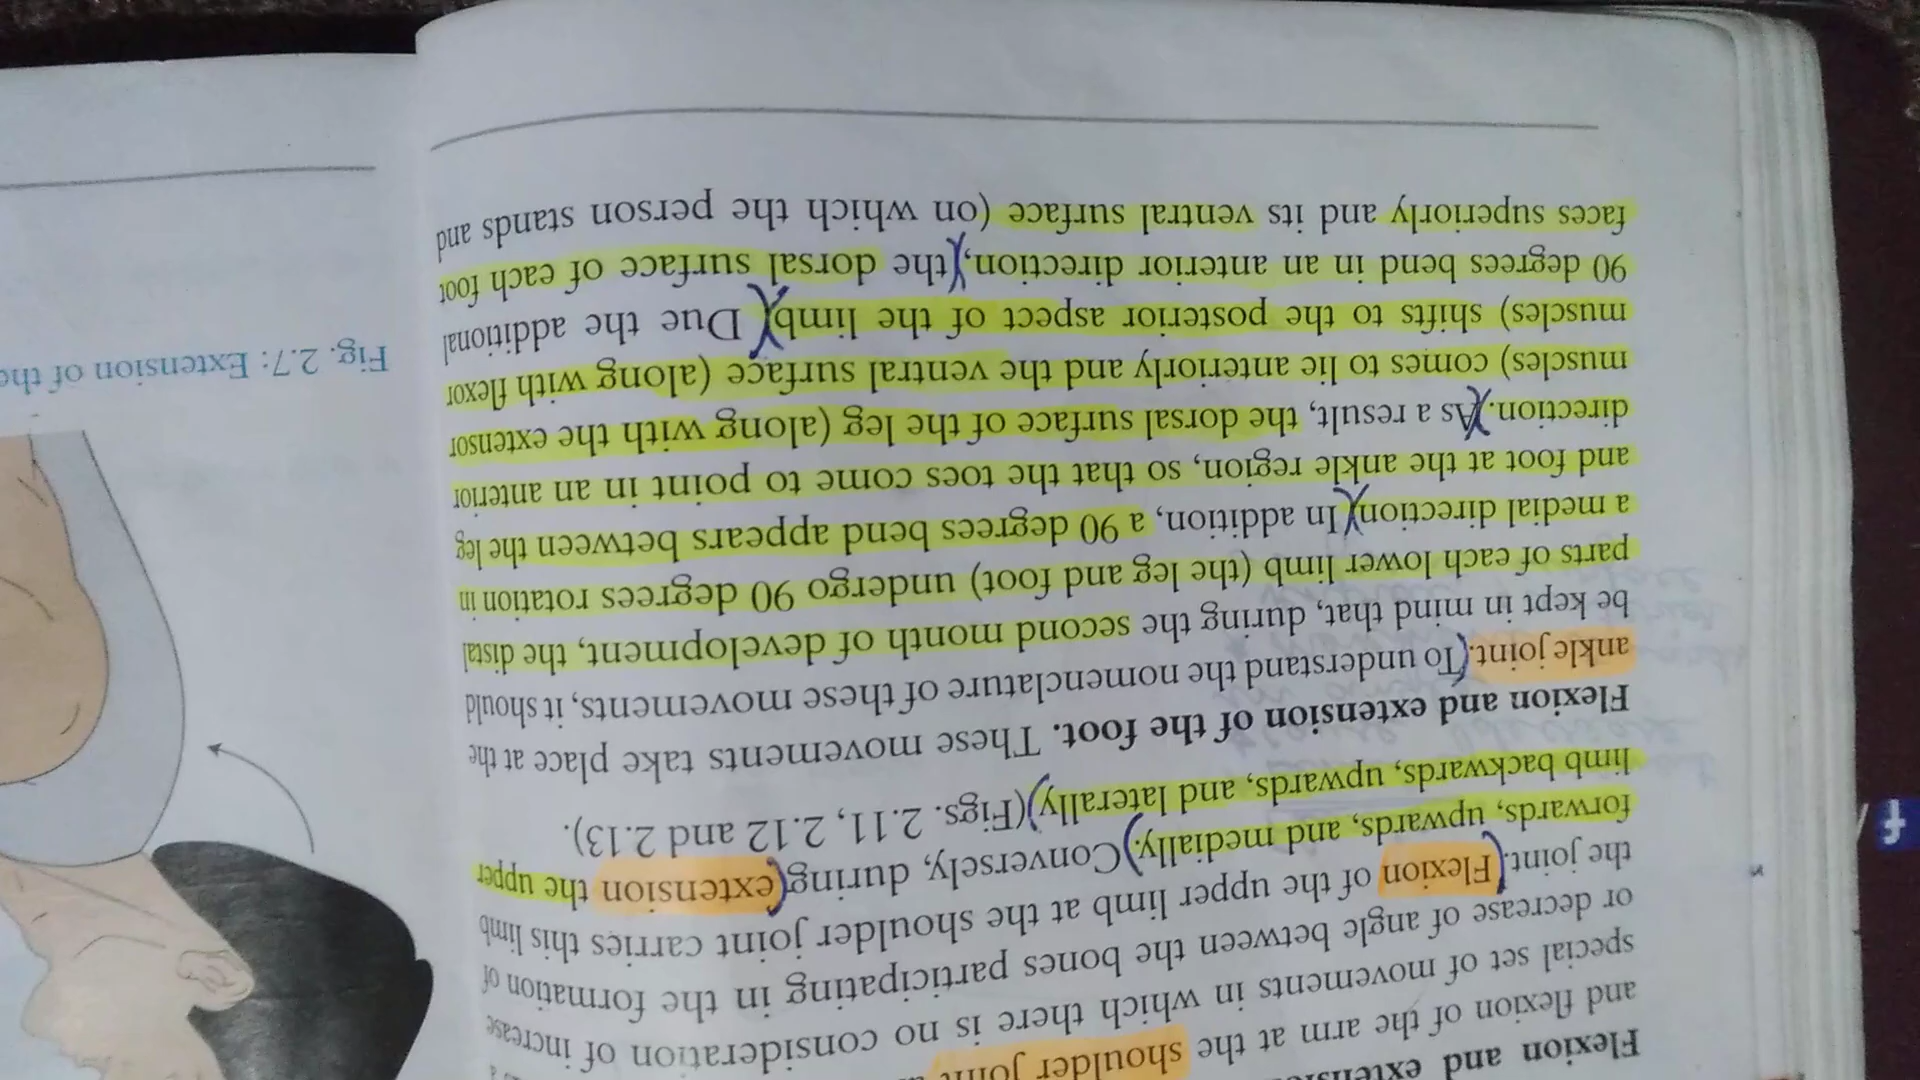 Flexion and
and flexion of the arm at the shoulder joint
special set of movements in which there is no consideration of increase
or decrease of angle between the bones participating in the formation of
the joint. Flexion of the upper limb at the shoulder joint carries this limb
forwards, upwards, and medially. Conversely, during extension the upper
limb backwards, upwards, and laterally (Figs. 2.11, 2.12 and 2.13).
Flexion and extension of the foot. These movements take place at the
ankle joint. To understand the nomenclature of these movements, it should
be kept in mind that, during the second month of development, the distal
parts of each lower limb (the leg and foot) undergo 90 degrees rotation in
a medial direction. In addition, a 90 degrees bend appears between the leg
and foot at the ankle region, so that the toes come to point in an anterior
direction. As a result, the dorsal surface of the leg (along with the extensor
muscles) comes to lie anteriorly and the ventral surface (along with flexor
muscles) shifts to the posterior aspect of the limb. Due the additional
90 degrees bend in an anterior direction, the dorsal surface of each foot
faces superiorly and its ventral surface (on which the person stands and
Fig. 2.7: Extension of the